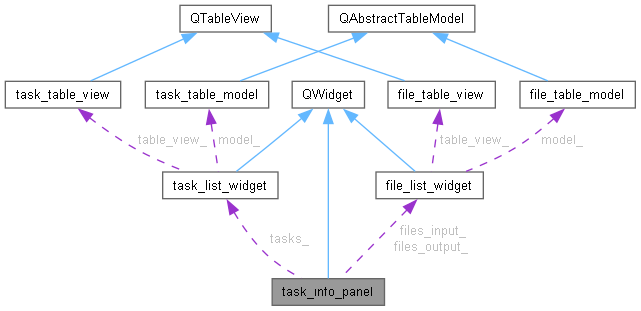 QTableView
QAbstractTableModel
task_table_view
task_table_model
QWidget
file_table_view
file_table_model
table_view_
model_
table_view_
model_
task_list_widget
file_list_widget
tasks_
files_input_
files_output_
task_info_panel